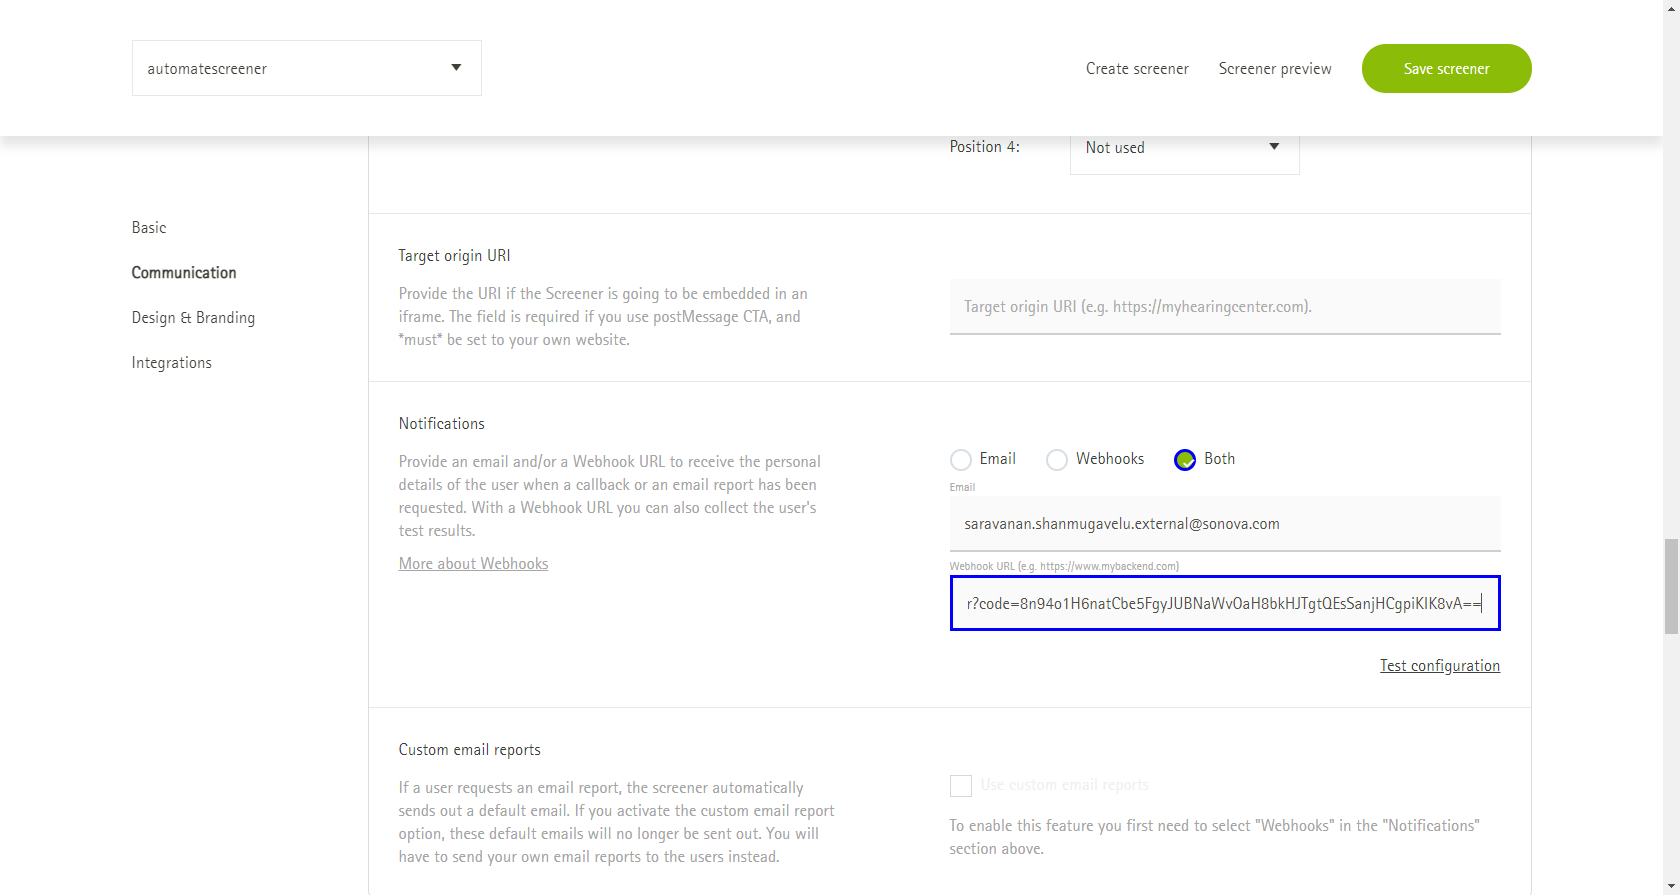 automatescreener
Create screener
Screener preview
Save screener
Position 4:
Not used
Basic
Communication
Design & Branding
Integrations
Target origin URI
Provide the URI if the Screener is going to be embedded in an
iframe. The field is required if you use postMessage CTA, and
*must* be set to your own website.
Target origin URI (e.g. https://myhearingcenter.com).
Notifications
Provide an email and/or a Webhook URL to receive the personal
details of the user when a callback or an email report has been
requested. With a Webhook URL you can also collect the user's
test results.
More about Webhooks
Email
Webhooks
Both
Email
saravanan.shanmugavelu.external@sonova.com
Webhook URL (e.g. https://www.mybackend.com)
r?code=8n94o1H6natCbe5FgyJUBNaWvOaH8bkHJTgtQEsSanjHCgpiKIK8vA==
Test configuration
Custom email reports
If a user requests an email report, the screener automatically
sends out a default email. If you activate the custom email report
option, these default emails will no longer be sent out. You will
have to send your own email reports to the users instead.
Use custom email reports
To enable this feature you first need to select "Webhooks" in the "Notifications"
section above.